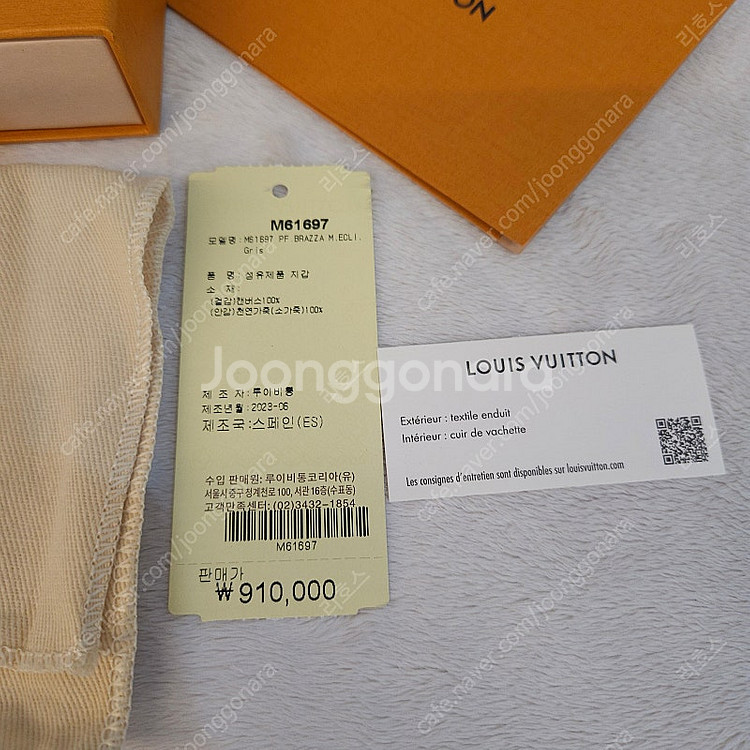 ON
M61697
모델명:M61697 PF.BRAZZA M.ECLI.
Gris
품 명: 섬유제품 지갑
소 재:
(겉감)캔버스100%
(안감)천연가죽(소가죽)100%
제 조 자:루이비통
제조년월:2023-06
제조국:스페인(ES)
수입 판매원: 루이비통코리아(유)
서울시 중구 청계천로 100, 서관 16층(수표동)
고객만족센터: (02)3432-1854
M61697
판매가
₩910,000
LOUIS VUITTON
Extérieur : textile enduit
Intérieur : cuir de vachette
Les consignes d'entretien sont disponibles sur louisvuitton.com
Joonggonara
cafe.naver.com/joonggonara
리호스